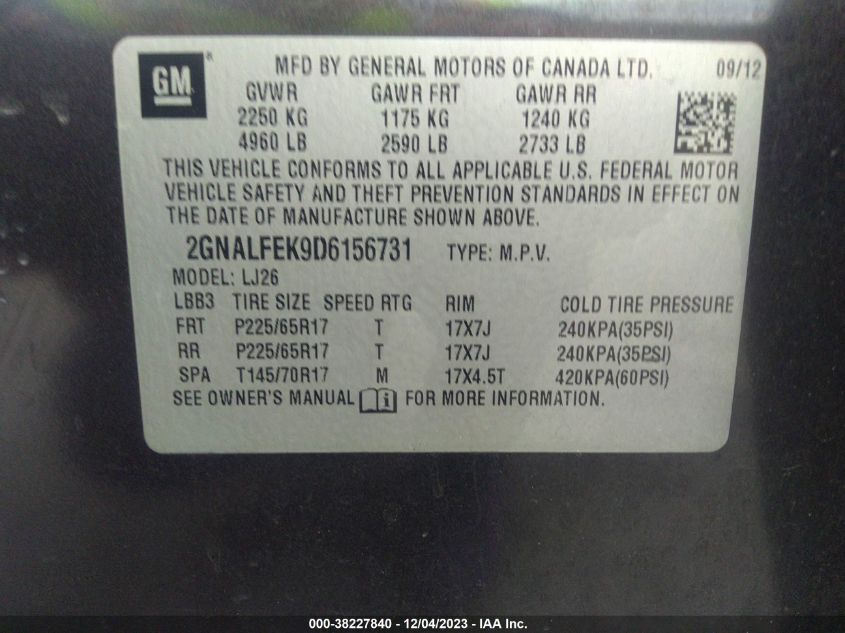 GM® MFD BY GENERAL MOTORS OF CANADA LTD. 09/12
GVWR GAWR FRT GAWR RR
2250 KG 1175 KG 1240 KG
4960 LB 2590 LB 2733 LB
THIS VEHICLE CONFORMS TO ALL APPLICABLE U.S. FEDERAL MOTOR
VEHICLE SAFETY AND THEFT PREVENTION STANDARDS IN EFFECT ON
THE DATE OF MANUFACTURE SHOWN ABOVE.
2GNALFEK9D6156731 TYPE: M.P.V.
MODEL: LJ26
LBB3 TIRE SIZE SPEED RTG RIM COLD TIRE PRESSURE
FRT P225/65R17 T 17X7J 240KPA(35PSI)
RR P225/65R17 T 17X7J 240KPA(35PSI)
SPA T145/70R17 M 17X4.5T 420KPA(60PSI)
SEE OWNER'S MANUAL i FOR MORE INFORMATION.
000-38227840 - 12/04/2023 - IAA Inc.